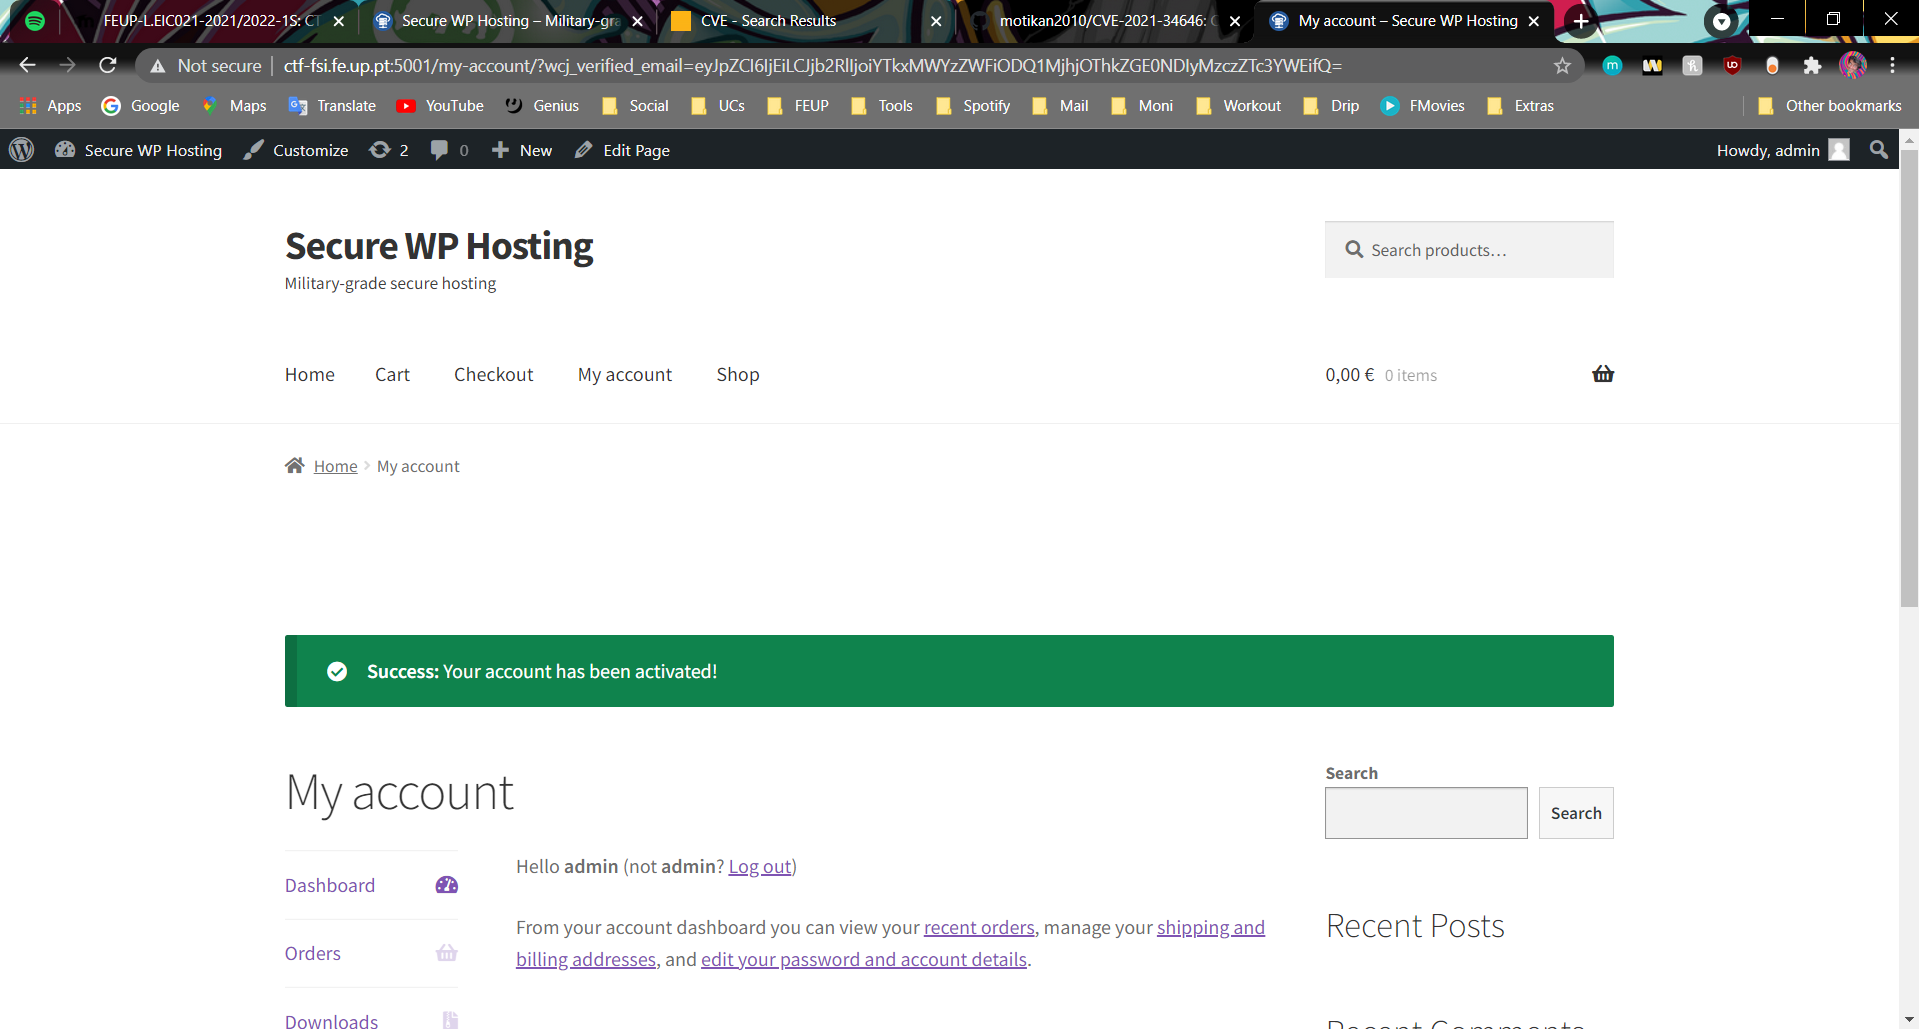 FEUP-L.EIC021-2021/2022-1S: CT
Secure WP Hosting – Military-gra
CVE - Search Results
motikan2010/CVE-2021-34646: C
My account – Secure WP Hosting
Not secure
ctf-fsi.fe.up.pt:5001/my-account/?wcj_verified_email=eyJpZCI6IjEiLCJjb2RlIjoiYTkxMWYzZWFiODQ1MjhjOThkZGE0NDIyMzczZTc3YWEifQ=
Apps
Google
Maps
Translate
YouTube
Genius
Social
UCs
FEUP
Tools
Spotify
Mail
Moni
Workout
Drip
FMovies
Extras
Other bookmarks
Secure WP Hosting
Customize
2
0
New
Edit Page
Howdy, admin
Secure WP Hosting
Military-grade secure hosting
Search products…
Home
Cart
Checkout
My account
Shop
0,00 € 0 items
Home
My account
Success: Your account has been activated!
My account
Dashboard
Orders
Downloads
Hello admin (not admin? Log out)
From your account dashboard you can view your recent orders, manage your shipping and
billing addresses, and edit your password and account details.
Search
Search
Recent Posts
Recent Comments